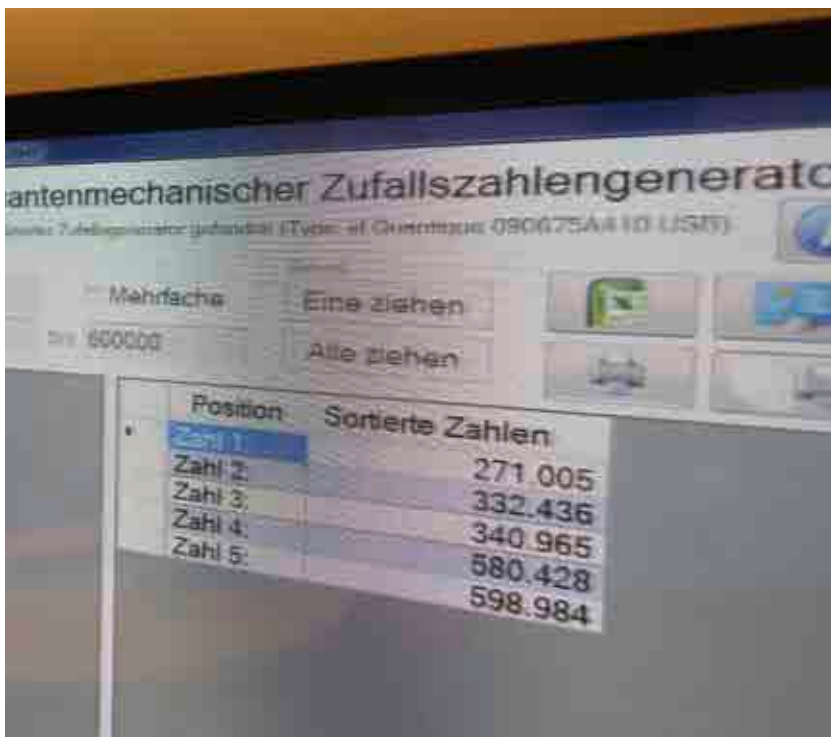 antenmechanischer Zufallszahlengenerato
Mehrfache Eine ziehen
600000 Alle ziehen
Position Sortierte Zahlen
Zahl 1: 271.005
Zahl 2: 332.436
Zahl 3: 340.965
Zahl 4: 580.428
Zahl 5: 598.984